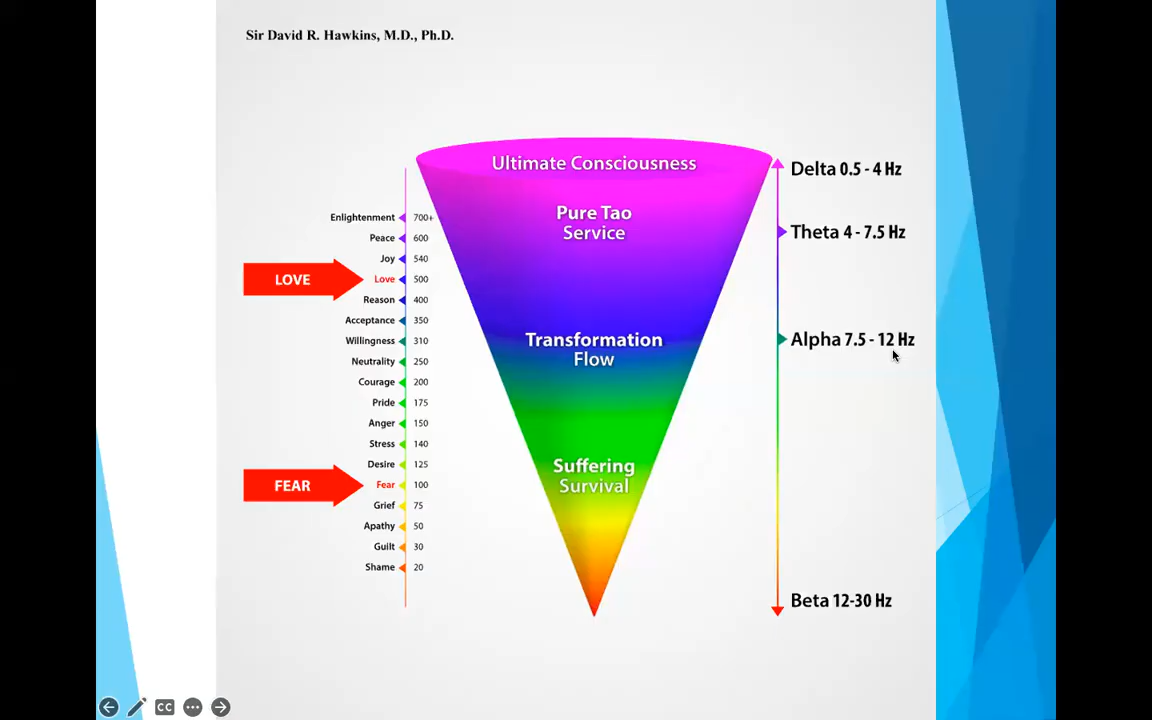 Sir David R. Hawkins, M.D., Ph.D.
Ultimate Consciousness
Pure Tao
Service
Transformation
Flow
Suffering
Survival
Enlightenment 700+
Peace 600
Joy 540
LOVE
Love 500
Reason 400
Acceptance 350
Willingness 310
Neutrality 250
Courage 200
Pride 175
Anger 150
Stress 140
Desire 125
FEAR
Fear 100
Grief 75
Apathy 50
Guilt 30
Shame 20
Delta 0.5 - 4 Hz
Theta 4 - 7.5 Hz
Alpha 7.5 - 12 Hz
Beta 12-30 Hz
CC